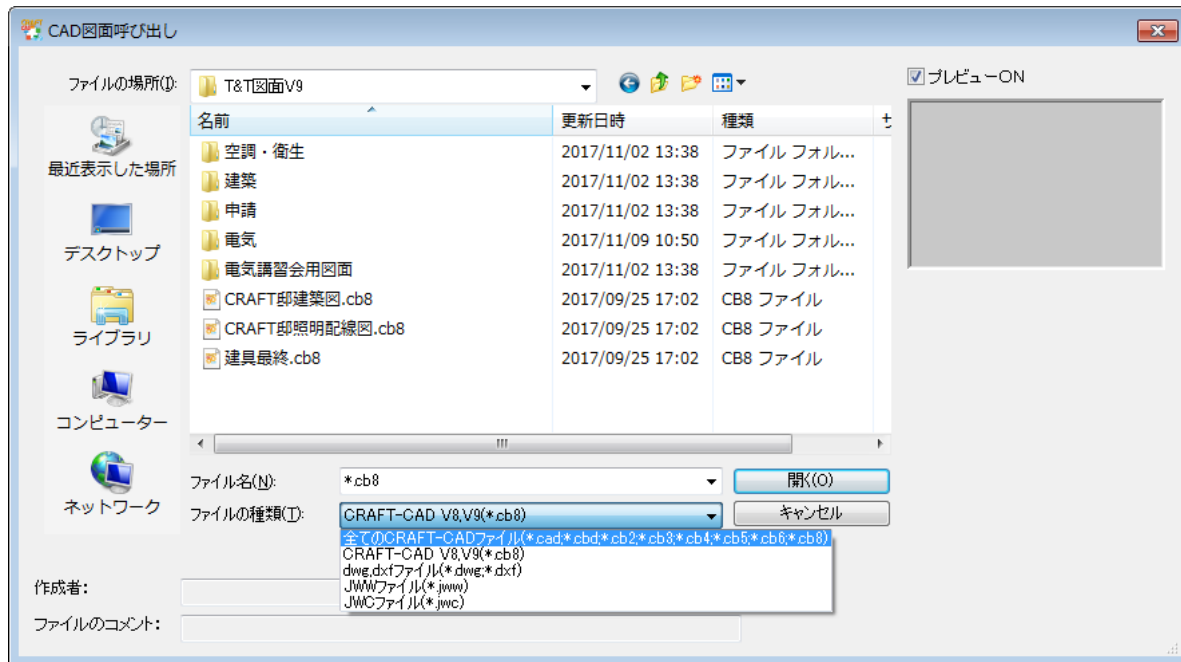 CAD図面呼び出し
ファイルの場所(I):
T&T図面V9
プレビューON
名前 更新日時 種類 サ
空調・衛生 2017/11/02 13:38 ファイル フォル...
建築 2017/11/02 13:38 ファイル フォル...
申請 2017/11/02 13:38 ファイル フォル...
電気 2017/11/09 10:50 ファイル フォル...
電気講習会用図面 2017/11/02 13:38 ファイル フォル...
CRAFT邸建築図.cb8 2017/09/25 17:02 CB8 ファイル
CRAFT邸照明配線図.cb8 2017/09/25 17:02 CB8 ファイル
建具最終.cb8 2017/09/25 17:02 CB8 ファイル
最近表示した場所
デスクトップ
ライブラリ
コンピューター
ネットワーク
ファイル名(N): *.cb8 開く(O)
ファイルの種類(T): CRAFT-CAD V8,V9(*.cb8) キャンセル
全てのCRAFT-CADファイル(*.cad;*.cbd;*.cb2;*.cb3;*.cb4;*.cb5;*.cb6;*.cb8)
CRAFT-CAD V8,V9(*.cb8)
dwg,dxfファイル(*.dwg;*.dxf)
JWWファイル(*.jww)
JWCファイル(*.jwc)
作成者:
ファイルのコメント: